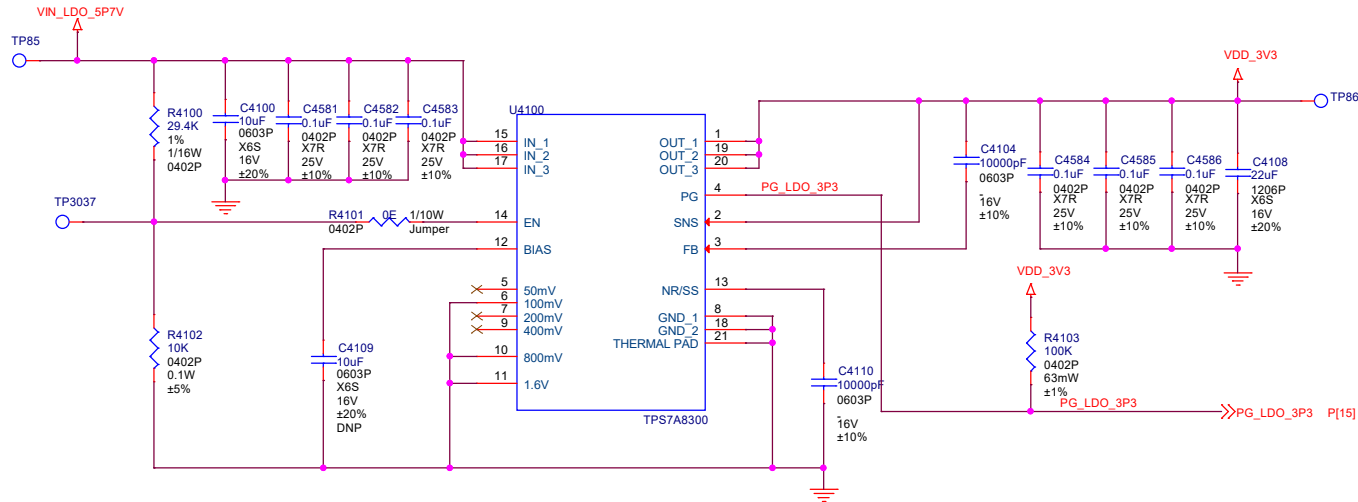 VIN_LDO_5P7V
TP85
R4100
29.4K
1%
1/16W
0402P
C4100
10uF
0603P
X6S
16V
±20%
C4581
0.1uF
0402P
X7R
25V
±10%
C4582
0.1uF
0402P
X7R
25V
±10%
C4583
0.1uF
0402P
X7R
25V
±10%
TP3037
R4101
0402P
0E
1/10W
Jumper
R4102
10K
0402P
0.1W
±5%
C4109
10uF
0603P
X6S
16V
±20%
DNP
U4100
15 IN_1
16 IN_2
17 IN_3
14 EN
12 BIAS
5 50mV
6 100mV
7 200mV
9 400mV
10 800mV
11 1.6V
OUT_1 1
OUT_2 19
OUT_3 20
PG 4
SNS 2
FB 3
NR/SS 13
GND_1 8
GND_2 18
THERMAL PAD 21
TPS7A8300
PG_LDO_3P3
C4104
10000pF
0603P
-
16V
±10%
C4584
0.1uF
0402P
X7R
25V
±10%
C4585
0.1uF
0402P
X7R
25V
±10%
C4586
0.1uF
0402P
X7R
25V
±10%
C4108
22uF
1206P
X6S
16V
±20%
VDD_3V3
TP86
C4110
10000pF
0603P
-
16V
±10%
VDD_3V3
R4103
100K
0402P
63mW
±1%
PG_LDO_3P3
PG_LDO_3P3 P[15]